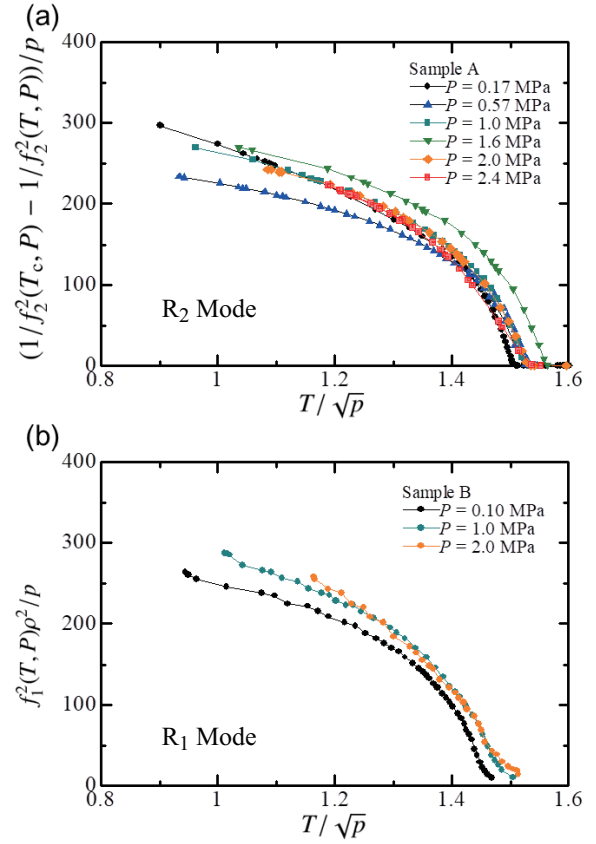 (a)
(1/f₂²(T_c, P) − 1/f₂²(T, P))/p
400
300
200
100
0
Sample A
P = 0.17 MPa
P = 0.57 MPa
P = 1.0 MPa
P = 1.6 MPa
P = 2.0 MPa
P = 2.4 MPa
R₂ Mode
0.8 1 1.2 1.4 1.6
T / √p
(b)
f₁²(T, P)ρ²/p
400
300
200
100
0
Sample B
P = 0.10 MPa
P = 1.0 MPa
P = 2.0 MPa
R₁ Mode
0.8 1 1.2 1.4 1.6
T / √p